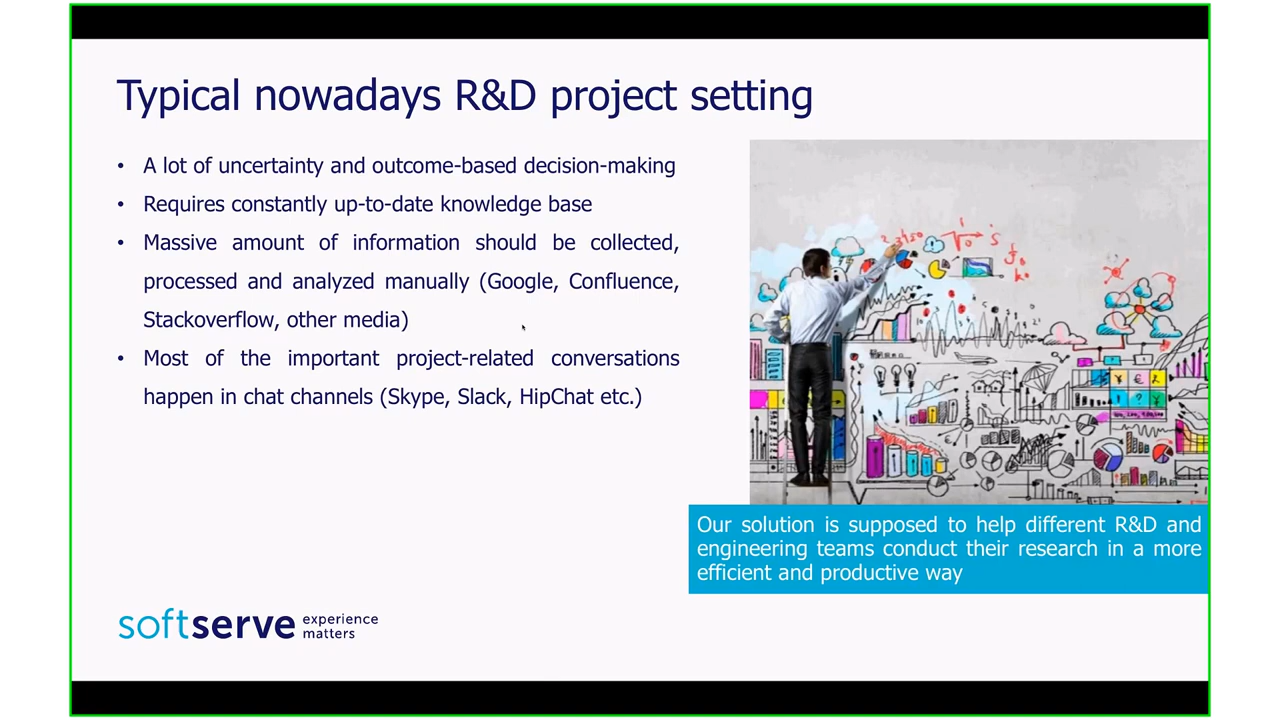 Typical nowadays R&D project setting
• A lot of uncertainty and outcome-based decision-making
• Requires constantly up-to-date knowledge base
• Massive amount of information should be collected,
processed and analyzed manually (Google, Confluence,
Stackoverflow, other media)
• Most of the important project-related conversations
happen in chat channels (Skype, Slack, HipChat etc.)
Our solution is supposed to help different R&D and
engineering teams conduct their research in a more
efficient and productive way
softserve experience
matters